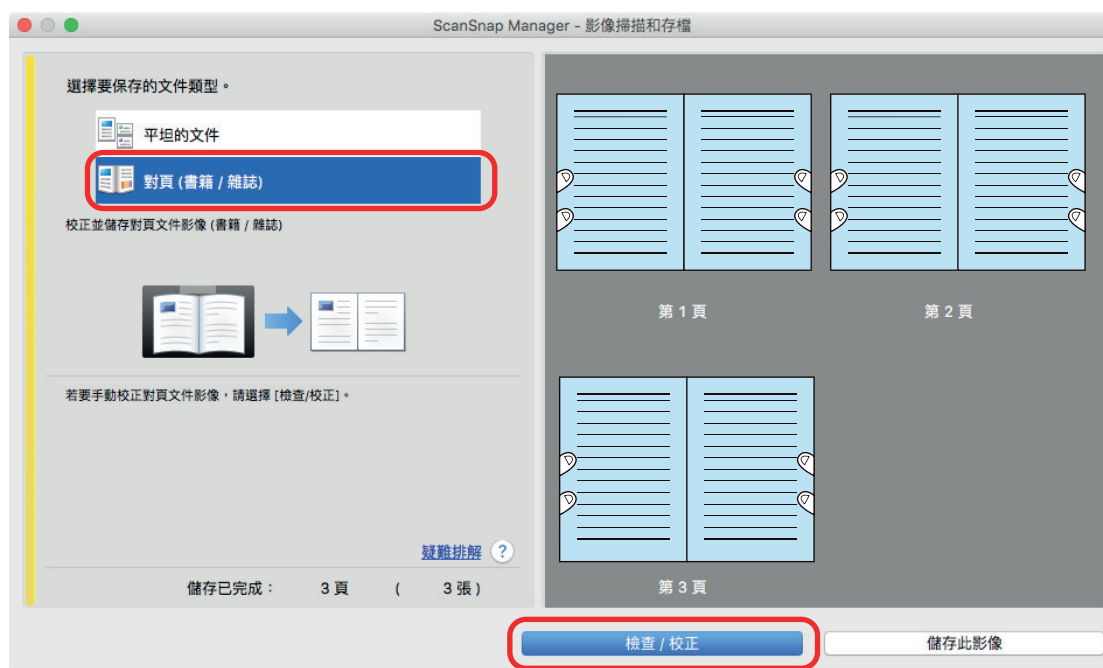 ScanSnap Manager - 影像掃描和存檔
選擇要保存的文件類型。
平坦的文件
對頁 (書籍 / 雜誌)
校正並儲存對頁文件影像 (書籍 / 雜誌)
若要手動校正對頁文件影像，請選擇 [檢查/校正]。
疑難排解 ?
儲存已完成： 3 頁 ( 3 張 )
第 1 頁
第 2 頁
第 3 頁
檢查 / 校正
儲存此影像